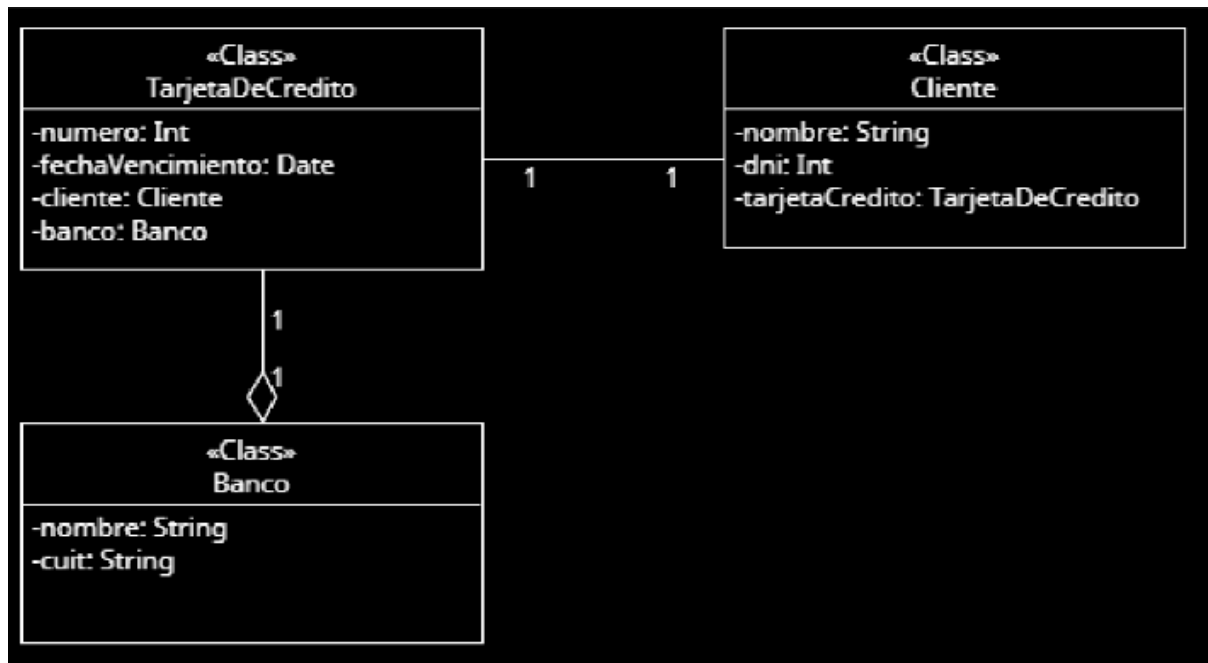 «Class»
TarjetaDeCredito
-numero: Int
-fechaVencimiento: Date
-cliente: Cliente
-banco: Banco
«Class»
Cliente
-nombre: String
-dni: Int
-tarjetaCredito: TarjetaDeCredito
1
1
1
1
«Class»
Banco
-nombre: String
-cuit: String